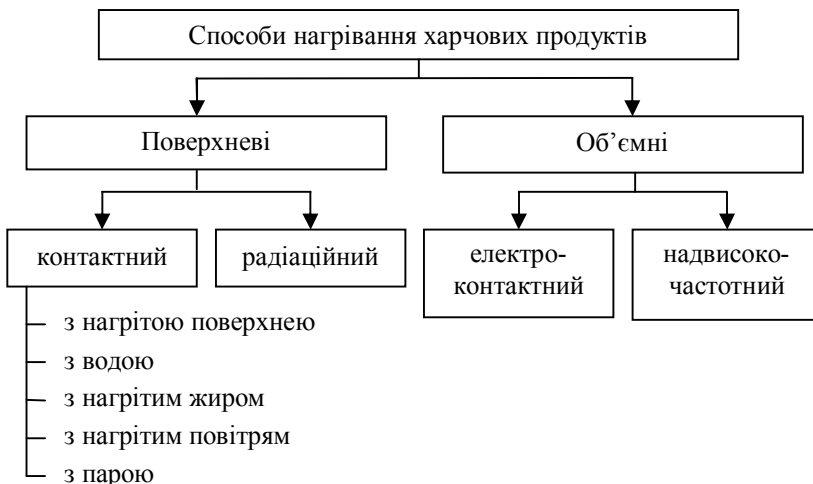 Способи нагрівання харчових продуктів
Поверхневі
Об’ємні
контактний
радіаційний
електро-
контактний
надвисоко-
частотний
з нагрітою поверхнею
з водою
з нагрітим жиром
з нагрітим повітрям
з парою